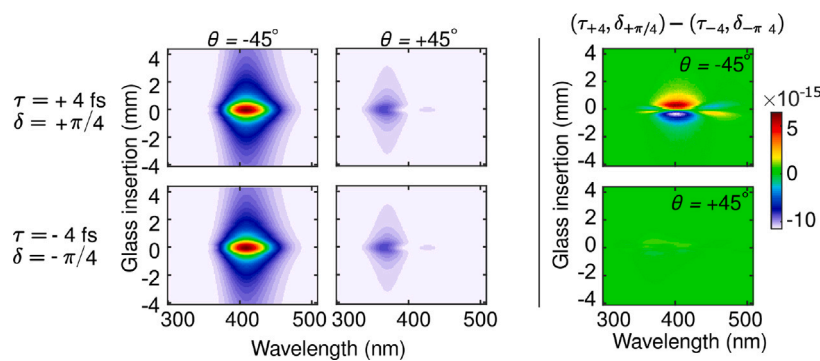 θ = -45°
θ = +45°
(τ+4, δ+π/4) − (τ−4, δ−π 4)
τ = + 4 fs
δ = +π/4
Glass insertion (mm)
4
2
0
-2
-4
4
2
0
-2
-4
θ = -45°
×10-15
5
0
-10
τ = - 4 fs
δ = - π/4
Glass insertion (mm)
4
2
0
-2
-4
4
2
0
-2
-4
θ = +45°
300 400 500
300 400 500
300 400 500
Wavelength (nm)
Wavelength (nm)